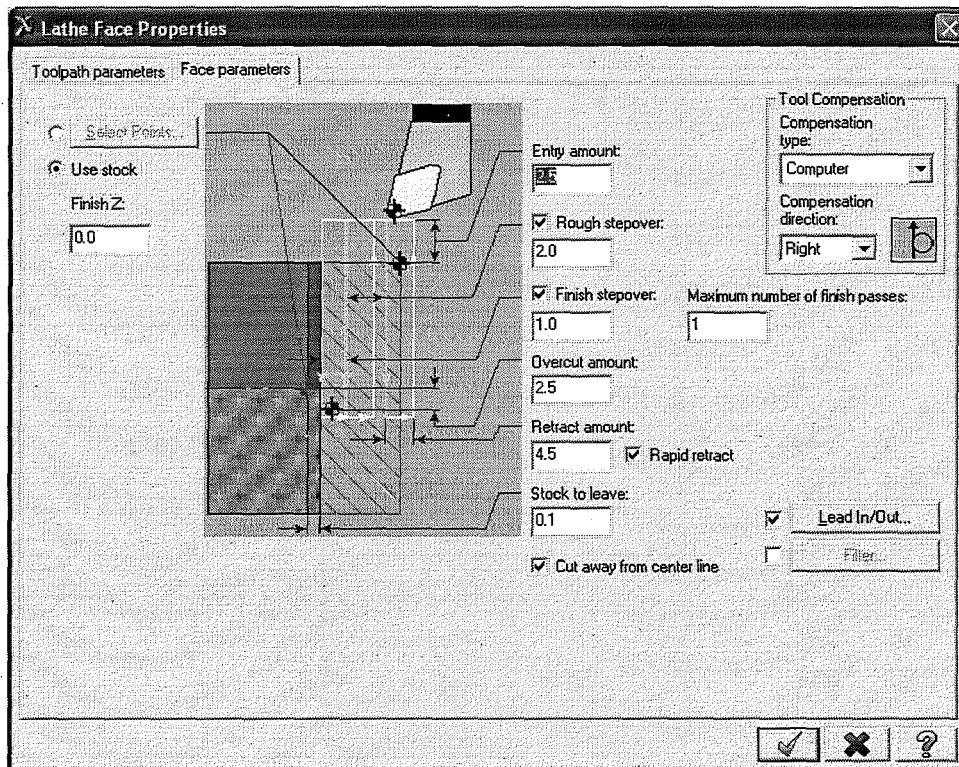 Lathe Face Properties
Toolpath parameters
Face parameters
Select Points...
Use stock
Finish Z:
0.0
Entry amount:
2.5
Rough stepover:
2.0
Finish stepover:
1.0
Maximum number of finish passes:
1
Overcut amount:
2.5
Retract amount:
4.5
Rapid retract
Stock to leave:
0.1
Cut away from center line
Tool Compensation
Compensation
type:
Computer
Compensation
direction:
Right
Lead In/Out...
Filter...